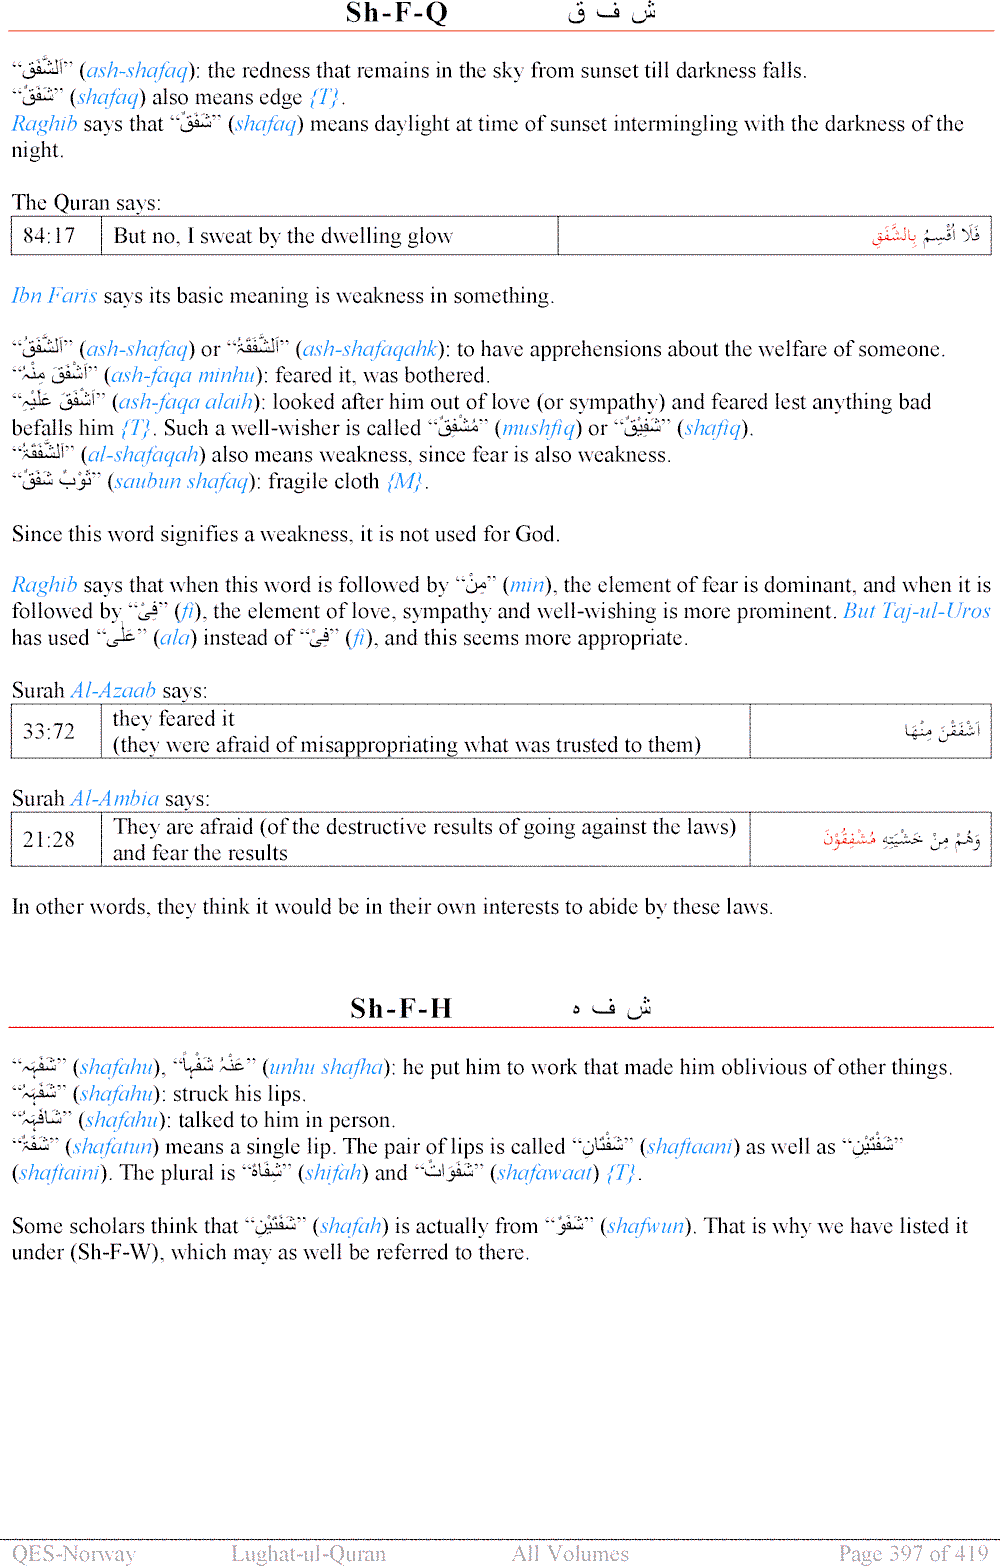 Sh-F-Q ش ف ق
“اَلشَّفَقُ” (ash-shafaq): the redness that remains in the sky from sunset till darkness falls.
“شَفَقٌ” (shafaq) also means edge {T}.
Raghib says that “شَفَقٌ” (shafaq) means daylight at time of sunset intermingling with the darkness of the
night.
The Quran says:
84:17 But no, I sweat by the dwelling glow فَلَا اُقْسِمُ بِالشَّفَقِ
Ibn Faris says its basic meaning is weakness in something.
“اَلشَّفَقُ” (ash-shafaq) or “اَلشَّفَقَۃُ” (ash-shafaqahk): to have apprehensions about the welfare of someone.
“اَشْفَقَ مِنْہُ” (ash-faqa minhu): feared it, was bothered.
“اَشْفَقَ عَلَیْہِ” (ash-faqa alaih): looked after him out of love (or sympathy) and feared lest anything bad
befalls him {T}. Such a well-wisher is called “مُشْفِقٌ” (mushfiq) or “شَفِیْقٌ” (shafiq).
“اَلشَّفَقَۃُ” (al-shafaqah) also means weakness, since fear is also weakness.
“ثَوْبٌ شَفَقٌ” (saubun shafaq): fragile cloth {M}.
Since this word signifies a weakness, it is not used for God.
Raghib says that when this word is followed by “مِنْ” (min), the element of fear is dominant, and when it is
followed by “فِیْ” (fi), the element of love, sympathy and well-wishing is more prominent. But Taj-ul-Uros
has used “عَلٰی” (ala) instead of “فِیْ” (fi), and this seems more appropriate.
Surah Al-Azaab says:
33:72 they feared it
(they were afraid of misappropriating what was trusted to them) اَشْفَقْنَ مِنْهَا
Surah Al-Ambia says:
21:28 They are afraid (of the destructive results of going against the laws)
and fear the results وَهُمْ مِنْ خَشْيَتِهٖ مُشْفِقُوْنَ
In other words, they think it would be in their own interests to abide by these laws.
Sh-F-H ش ف ہ
“شَفَہَہ” (shafahu), “عَنْہُ شَفْہاً” (unhu shafha): he put him to work that made him oblivious of other things.
“شَفَہَہُ” (shafahu): struck his lips.
“شَافَہَہُ” (shafahu): talked to him in person.
“شَفَۃٌ” (shafatun) means a single lip. The pair of lips is called “شَفْتَانِ” (shaftaani) as well as “شَفْتَیْنِ”
(shaftaini). The plural is “شِفَاہٌ” (shifah) and “شَفَوَاتٌ” (shafawaat) {T}.
Some scholars think that “شَفَتَیْنِ” (shafah) is actually from “شَفَوٌ” (shafwun). That is why we have listed it
under (Sh-F-W), which may as well be referred to there.
QES-Norway Lughat-ul-Quran All Volumes Page 397 of 419